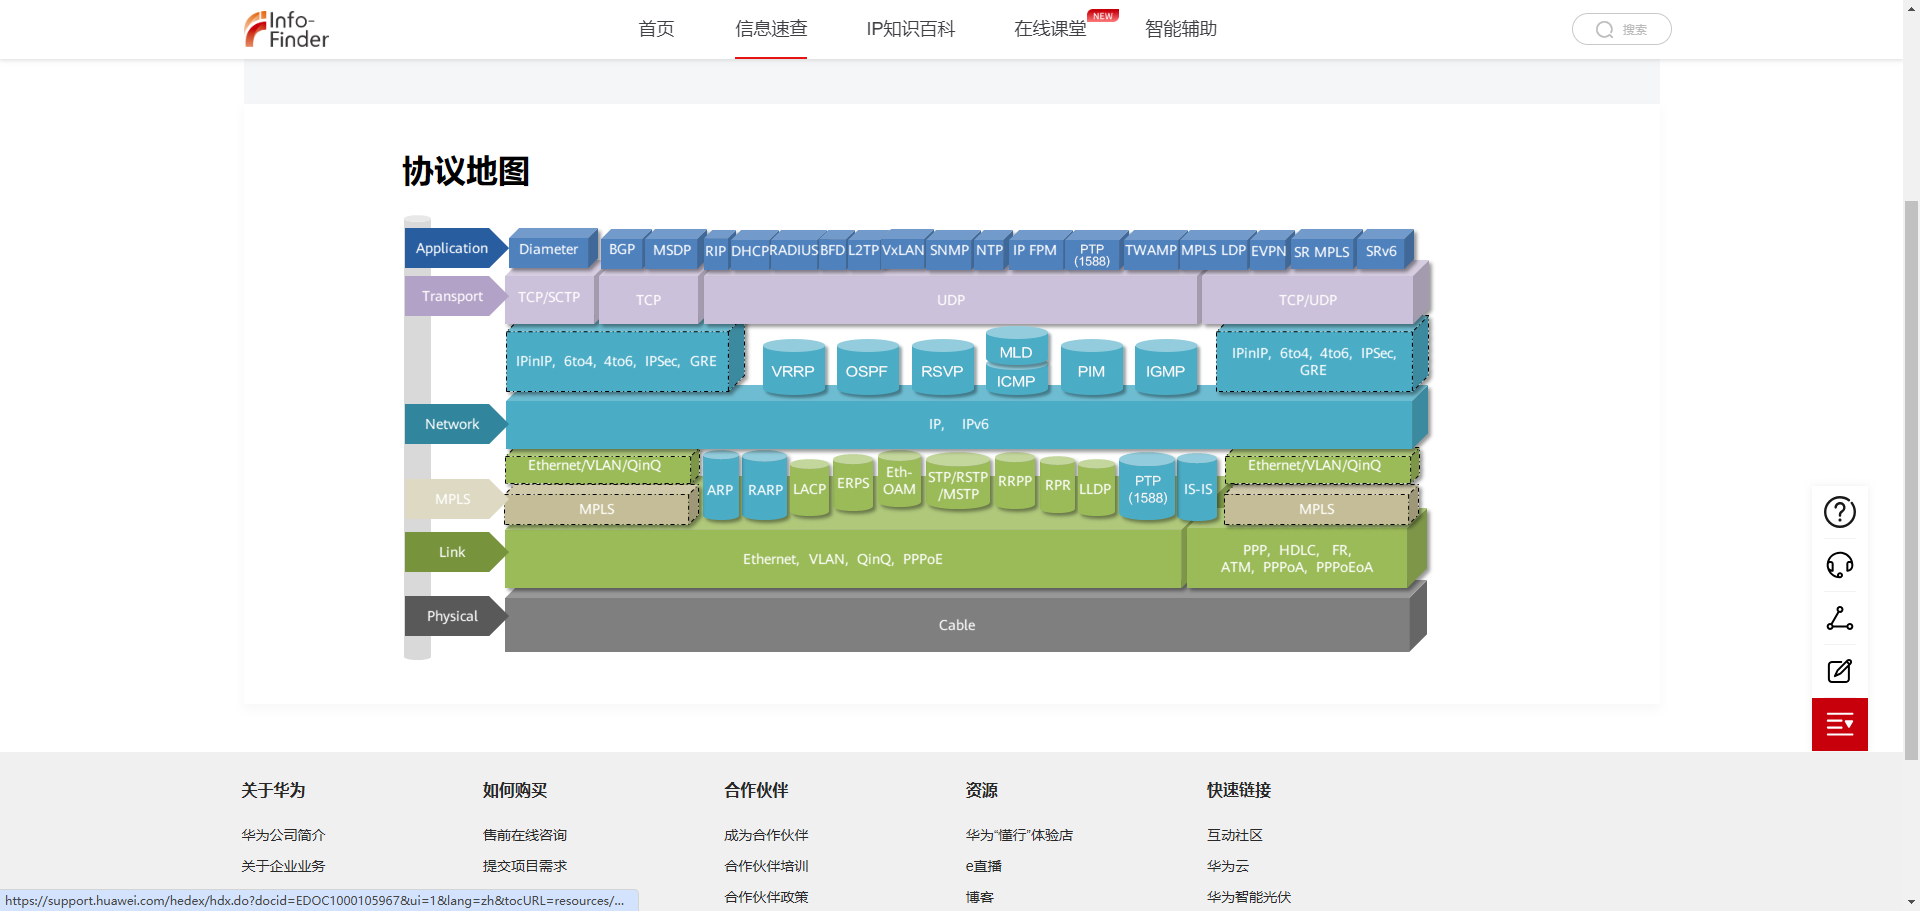 Info-
Finder
首页
信息速查
IP知识百科
在线课堂
NEW
智能辅助
搜索
协议地图
Application
Diameter
BGP
MSDP
RIP
DHCP
RADIUS
BFD
L2TP
VxLAN
SNMP
NTP
IP FPM
PTP
(1588)
TWAMP
MPLS LDP
EVPN
SR MPLS
SRv6
Transport
TCP/SCTP
TCP
UDP
TCP/UDP
IPinIP, 6to4, 4to6, IPSec, GRE
VRRP
OSPF
RSVP
MLD
ICMP
PIM
IGMP
IPinIP, 6to4, 4to6, IPSec,
GRE
Network
IP, IPv6
Ethernet/VLAN/QinQ
MPLS
MPLS
ARP
RARP
LACP
ERPS
Eth-
OAM
STP/RSTP
/MSTP
RRPP
RPR
LLDP
PTP
(1588)
IS-IS
Ethernet/VLAN/QinQ
MPLS
Link
Ethernet, VLAN, QinQ, PPPoE
PPP, HDLC, FR,
ATM, PPPoA, PPPoEoA
Physical
Cable
关于华为
如何购买
合作伙伴
资源
快速链接
华为公司简介
售前在线咨询
成为合作伙伴
华为“懂行”体验店
互动社区
关于企业业务
提交项目需求
合作伙伴培训
e直播
华为云
合作伙伴政策
博客
华为智能光伏
https://support.huawei.com/hedex/hdx.do?docid=EDOC1000105967&ui=1&lang=zh&tocURL=resources/...